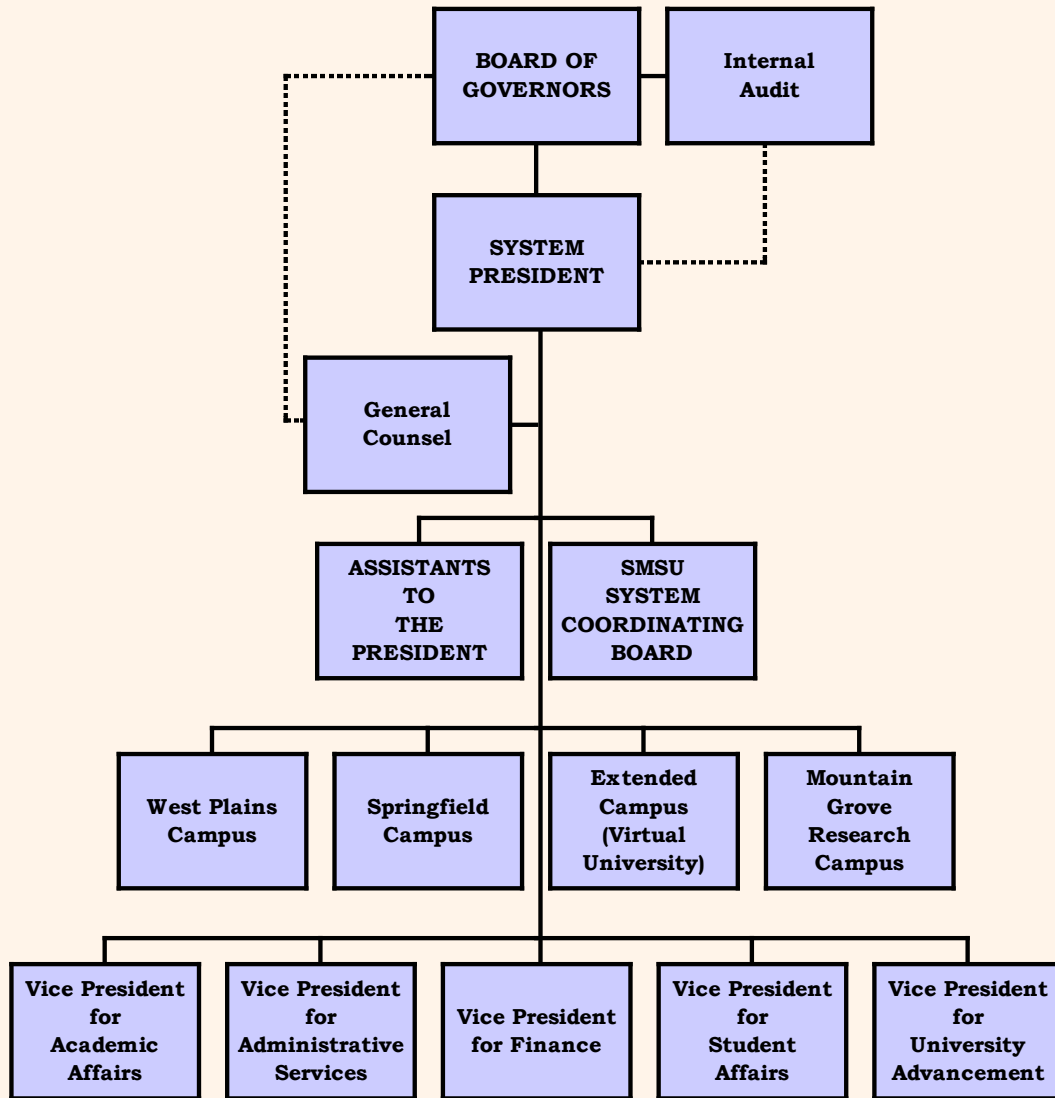 BOARD OF
GOVERNORS
Internal
Audit
SYSTEM
PRESIDENT
General
Counsel
ASSISTANTS
TO
THE
PRESIDENT
SMSU
SYSTEM
COORDINATING
BOARD
West Plains
Campus
Springfield
Campus
Extended
Campus
(Virtual
University)
Mountain
Grove
Research
Campus
Vice President
for
Academic
Affairs
Vice President
for
Administrative
Services
Vice President
for Finance
Vice President
for
Student
Affairs
Vice President
for
University
Advancement